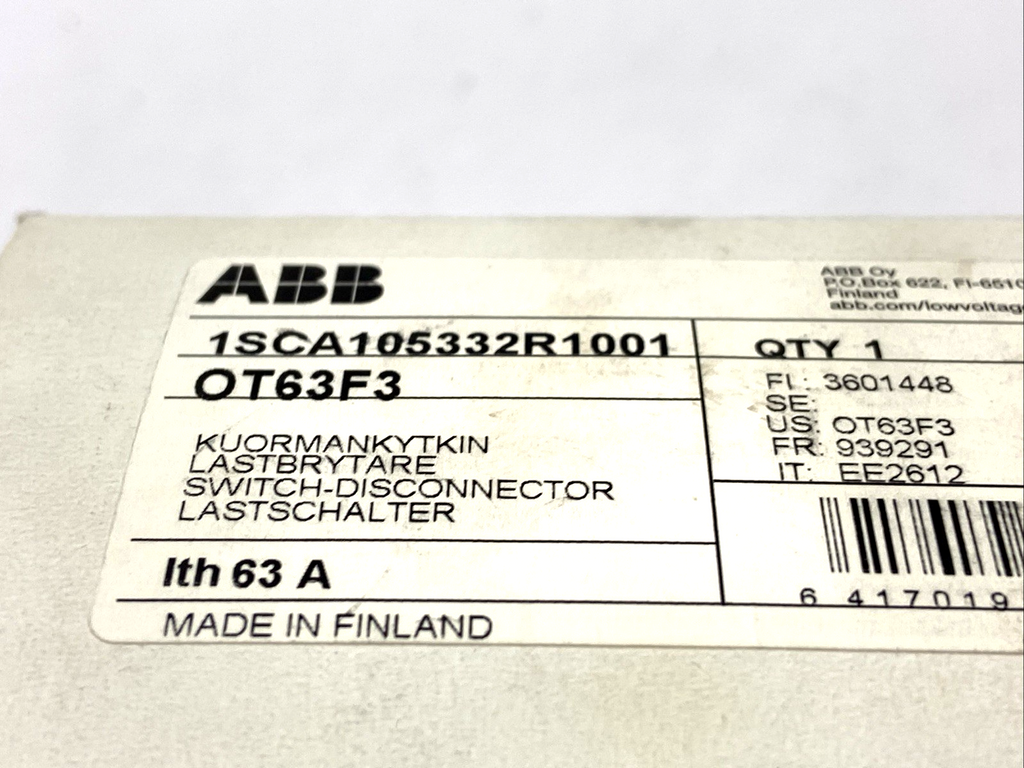 ABB
ABB Oy
P.O.Box 622, FI-6510
Finland
abb.com/lowvoltag
1SCA105332R1001
QTY 1
OT63F3
FI: 3601448
SE:
US: OT63F3
FR: 939291
IT: EE2612
KUORMANKYTKIN
LASTBRYTARE
SWITCH-DISCONNECTOR
LASTSCHALTER
Ith 63 A
6 417019
MADE IN FINLAND